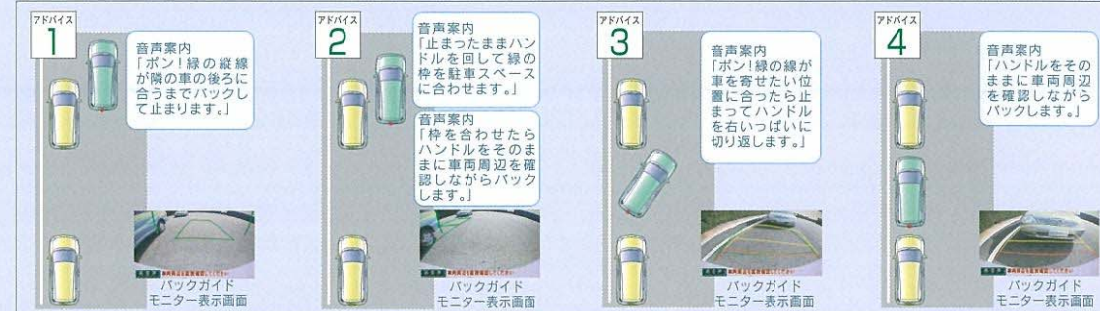 アドバイス
1
音声案内
「ポン!緑の縦線
が隣の車の後ろに
合うまでバックし
て止まります。」
バックガイド
モニター表示画面
アドバイス
2
音声案内
「止まったままハン
ドルを回して緑の
枠を駐車スペース
に合わせます。」
音声案内
「枠を合わせたら
ハンドルをそのま
まに車両周辺を確
認しながらバック
します。」
バックガイド
モニター表示画面
アドバイス
3
音声案内
「ポン!緑の線が
車を寄せたい位
置に合ったら止
まってハンドル
を右いっぱいに
切り返します。」
バックガイド
モニター表示画面
アドバイス
4
音声案内
「ハンドルをその
ままに車両周辺
を確認しながら
バックします。」
バックガイド
モニター表示画面